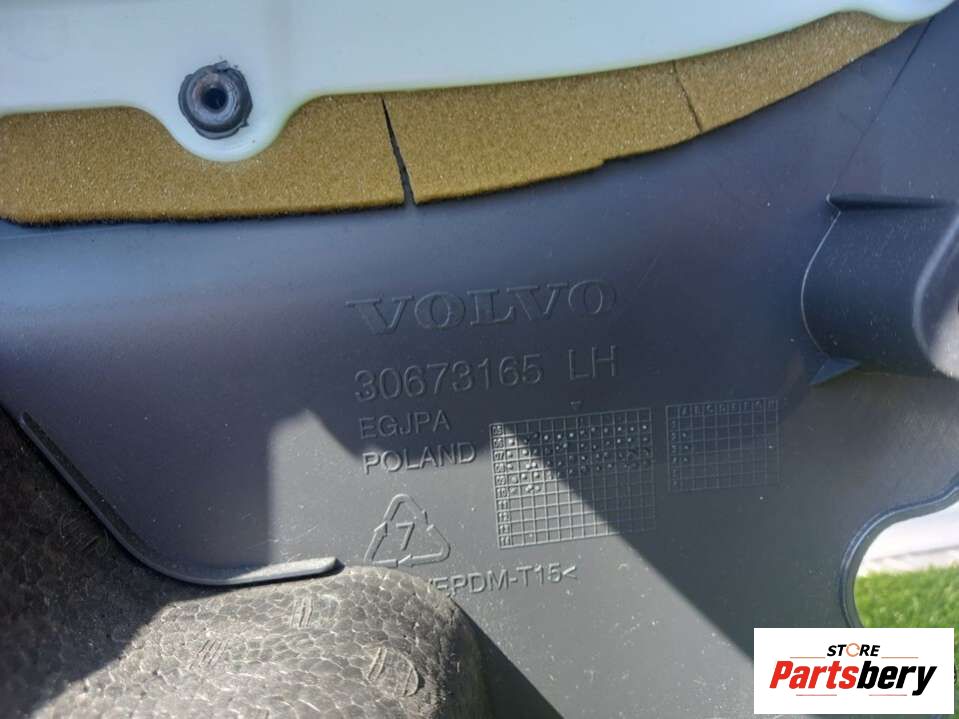 VOLVO
30673165 LH
EGJPA
POLAND
7
EPDM-T15<
STORE
Partsbery